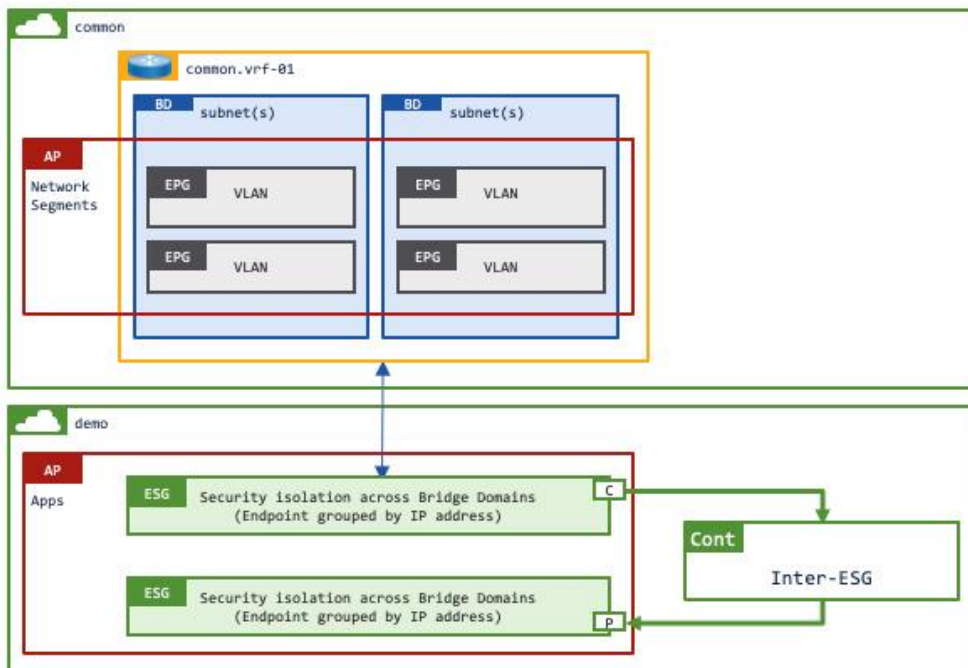 common
common.vrf-01
BD
subnet(s)
BD
subnet(s)
AP
Network
Segments
EPG
VLAN
EPG
VLAN
EPG
VLAN
EPG
VLAN
demo
AP
Apps
ESG
Security isolation across Bridge Domains
(Endpoint grouped by IP address)
C
Cont
Inter-ESG
ESG
Security isolation across Bridge Domains
(Endpoint grouped by IP address)
P